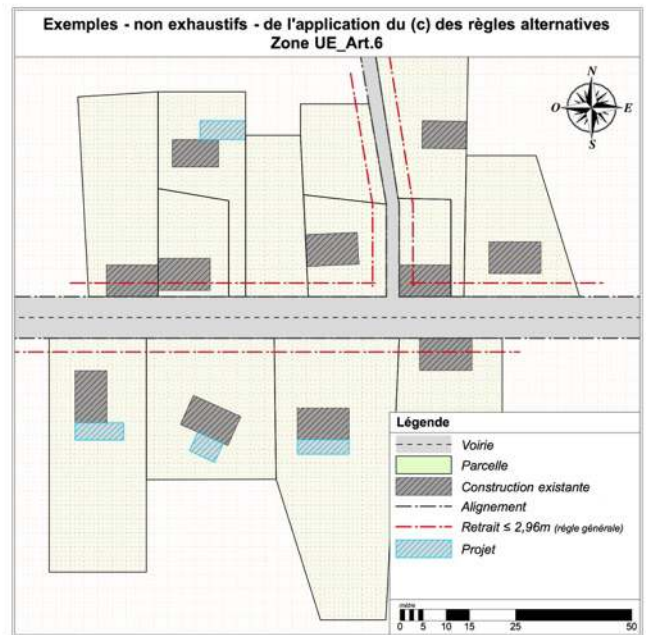 Exemples - non exhaustifs - de l'application du (c) des règles alternatives
Zone UE_Art.6
N
O
E
S
Légende
Voirie
Parcelle
Construction existante
Alignement
Retrait ≤ 2,96m (règle générale)
Projet
mètre
0 5 10 15 25 50